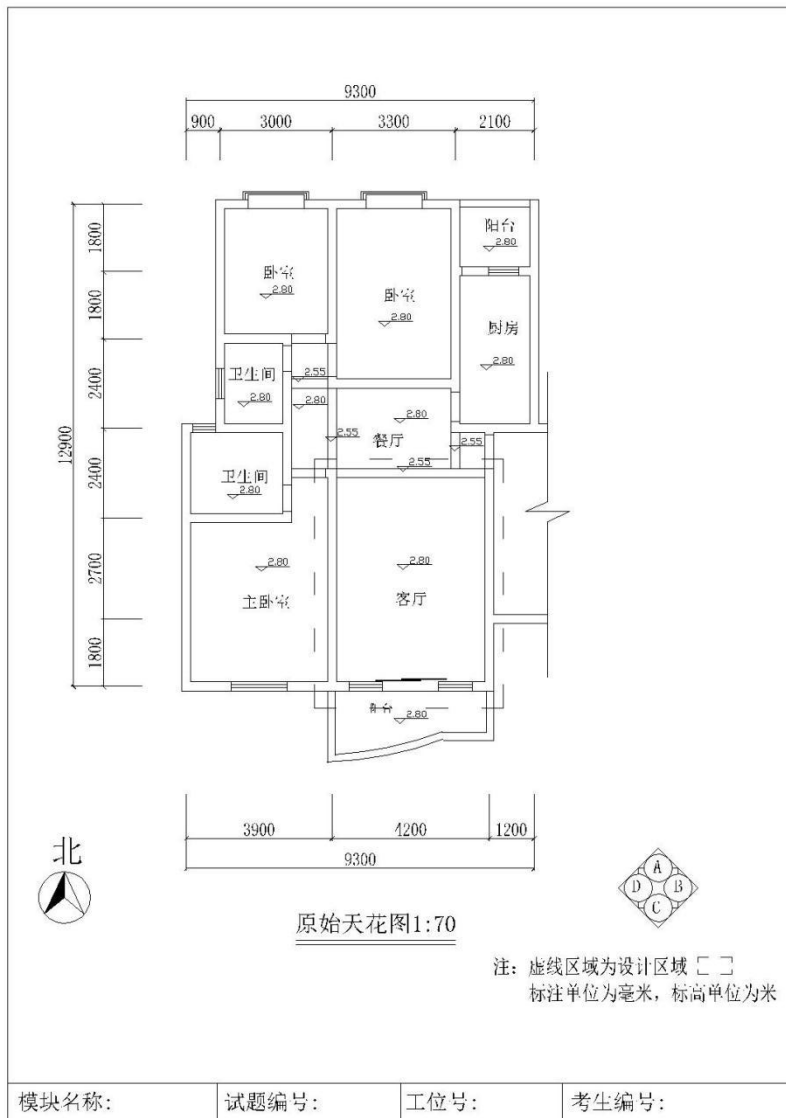 9300
900 3000 3300 2100
阳台
2.80
1800
卧室
2.80
卧室
2.80
1800
厨房
2.80
卫生间
2.80
2.55
2.80
2400
2.80
餐厅
2.55
2.55
2.55
12900
卫生间
2.80
2400
2.80
主卧室
2.80
客厅
2700
1800
阳台
2.80
3900 4200 1200
9300
北
A
D B
C
原始天花图1:70
注: 虚线区域为设计区域
标注单位为毫米, 标高单位为米
模块名称: 试题编号: 工位号: 考生编号: